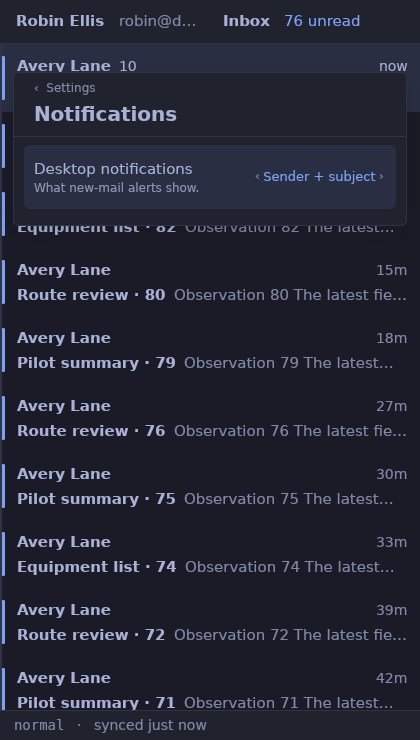 Robin Ellis robin@d… Inbox 76 unread
Avery Lane 10 now
‹ Settings
Notifications
Desktop notifications
What new-mail alerts show.
‹ Sender + subject ›
Equipment list · 82 Observation 82 The latest…
Avery Lane 15m
Route review · 80 Observation 80 The latest fie…
Avery Lane 18m
Pilot summary · 79 Observation 79 The latest…
Avery Lane 27m
Route review · 76 Observation 76 The latest fie…
Avery Lane 30m
Pilot summary · 75 Observation 75 The latest…
Avery Lane 33m
Equipment list · 74 Observation 74 The latest…
Avery Lane 39m
Route review · 72 Observation 72 The latest fie…
Avery Lane 42m
Pilot summary · 71 Observation 71 The latest…
normal · synced just now